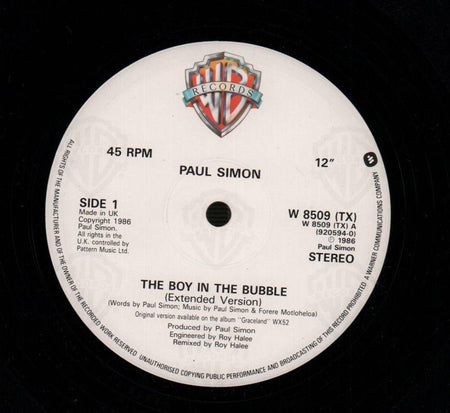 WB
RECORDS
45 RPM
PAUL SIMON
12"
SIDE 1
Made in UK
Copyright 1986
Paul Simon.
All rights in the
U.K. controlled by
Pattern Music Ltd.
W 8509 (TX)
W 8509 (TX) A
(920594-0)
℗ 1986
Paul Simon
STEREO
THE BOY IN THE BUBBLE
(Extended Version)
(Words by Paul Simon; Music by Paul Simon & Forere Motloheloa)
Original version available on the album "Graceland" WX52
Produced by Paul Simon
Engineered by Roy Halee
Remixed by Roy Halee
ALL RIGHTS OF THE MANUFACTURER AND OF THE OWNER OF THE RECORDED WORK RESERVED UNAUTHORISED COPYING PUBLIC PERFORMANCE AND BROADCASTING OF THIS RECORD PROHIBITED A WARNER COMMUNICATIONS COMPANY